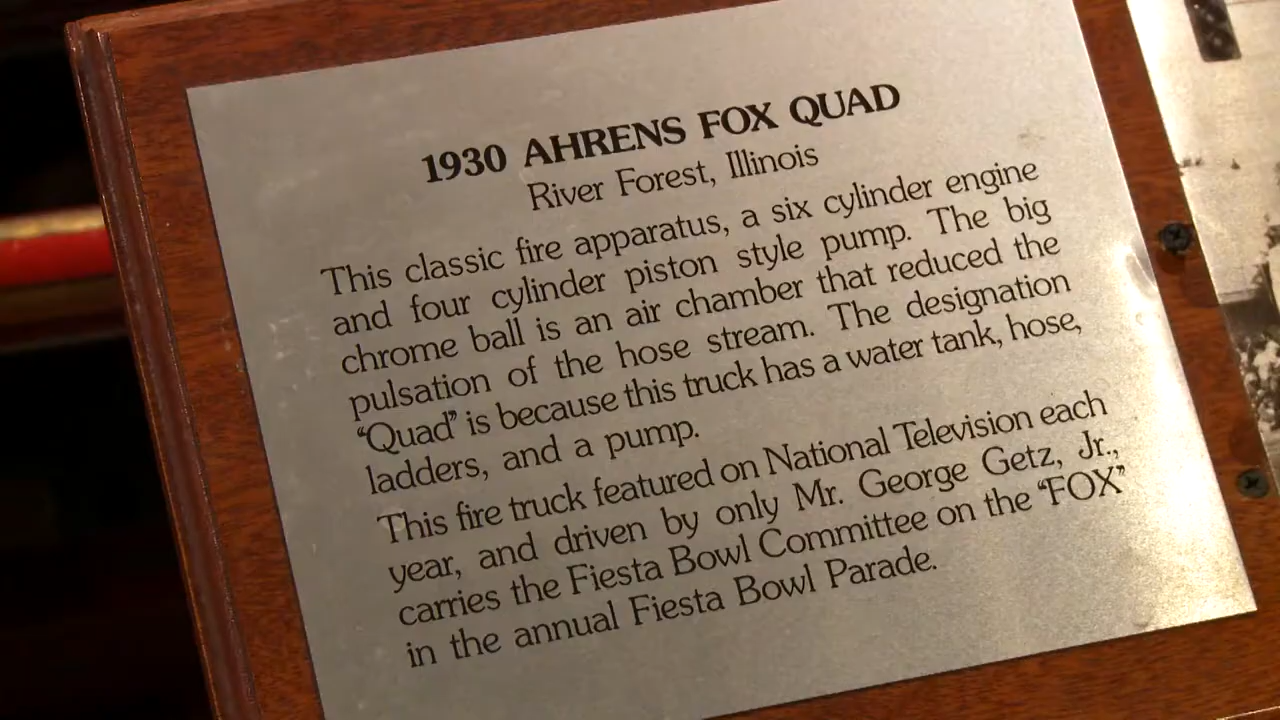 1930 AHRENS FOX QUAD
River Forest, Illinois
This classic fire apparatus, a six cylinder engine
and four cylinder piston style pump. The big
chrome ball is an air chamber that reduced the
pulsation of the hose stream. The designation
“Quad” is because this truck has a water tank, hose,
ladders, and a pump.
This fire truck featured on National Television each
year, and driven by only Mr. George Getz, Jr.,
carries the Fiesta Bowl Committee on the “FOX”
in the annual Fiesta Bowl Parade.